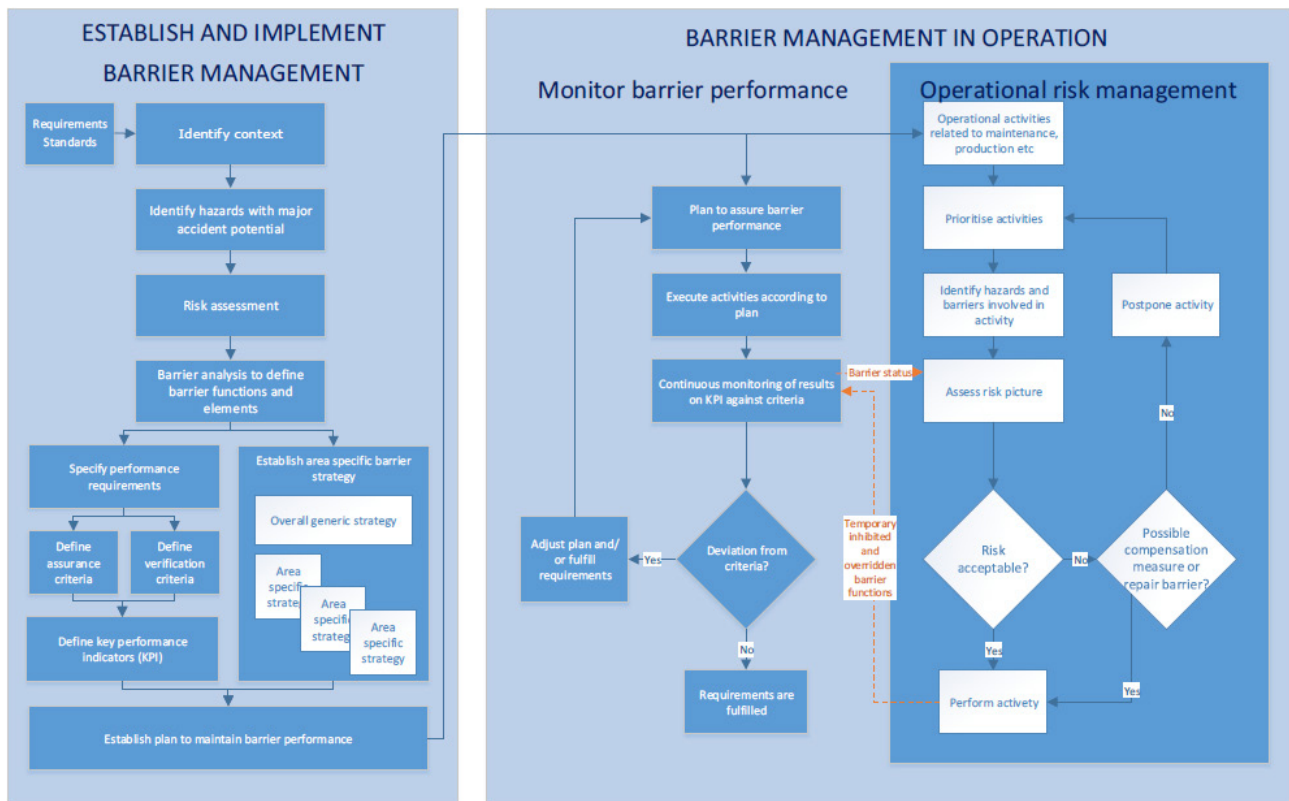 ESTABLISH AND IMPLEMENT
BARRIER MANAGEMENT
Requirements
Standards
Identify context
Identify hazards with major
accident potential
Risk assessment
Barrier analysis to define
barrier functions and
elements
Specify performance
requirements
Define
assurance
criteria
Define
verification
criteria
Define key performance
indicators (KPI)
Establish area specific barrier
strategy
Overall generic strategy
Area
specific
strategy
Area
specific
strategy
Area
specific
strategy
Establish plan to maintain barrier performance
BARRIER MANAGEMENT IN OPERATION
Monitor barrier performance
Plan to assure barrier
performance
Execute activities according to
plan
Continuous monitoring of results
on KPI against criteria
Deviation from
criteria?
Yes
Adjust plan and/
or fulfill
requirements
No
Requirements are
fulfilled
Barrier status
Temporary
inhibited
and
overridden
barrier
functions
Operational risk management
Operational activities
related to maintenance,
production etc
Prioritise activities
Identify hazards and
barriers involved in
activity
Assess risk picture
Risk
acceptable?
No
Possible
compensation
measure or
repair barrier?
No
Postpone activity
Yes
Yes
Perform activety